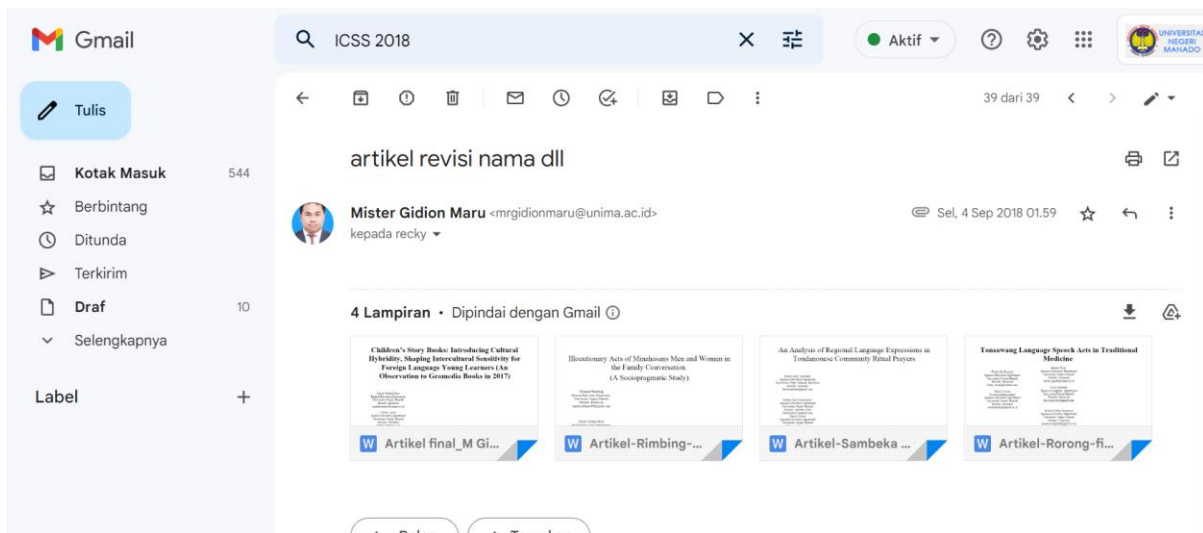 Gmail
ICSS 2018
Aktif
UNIVERSITAS
NEGERI
MANADO
Tulis
39 dari 39
artikel revisi nama dll
Kotak Masuk 544
Berbintang
Mister Gidion Maru <mrgidionmaru@unima.ac.id>
Sel, 4 Sep 2018 01.59
kepada recky
Ditunda
Terkirim
Draf 10
Selengkapnya
4 Lampiran • Dipindai dengan Gmail
Label
Children's Story Books: Introducing Cultural
Hybridity, Shaping Intercultural Sensitivity for
Foreign Language Young Learners (An
Observation to Gramedia Books in 2017)
Artikel final_M Gi...
Illocutionary Acts of Minahasans Men and Women in
the Family Conversation
(A Sociopragmatic Study)
Artikel-Rimbing-...
An Analysis of Regional Language Expressions in
Tondanonese Community Ritual Prayers
Artikel-Sambeka ...
Tonsawang Language Speech Acts in Traditional
Medicine
Artikel-Rorong-fi...